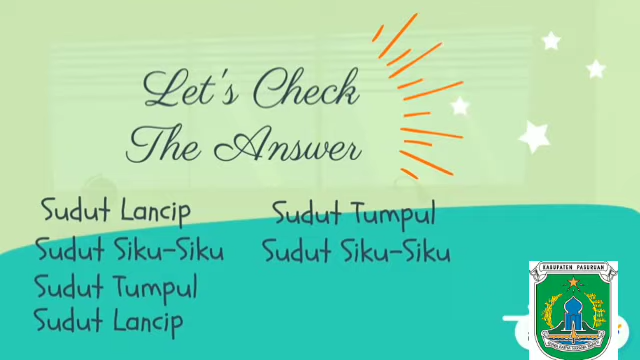 Let's Check
The Answer
Sudut Lancip
Sudut Siku-Siku
Sudut Tumpul
Sudut Lancip
Sudut Tumpul
Sudut Siku-Siku
KABUPATEN PASURUAN